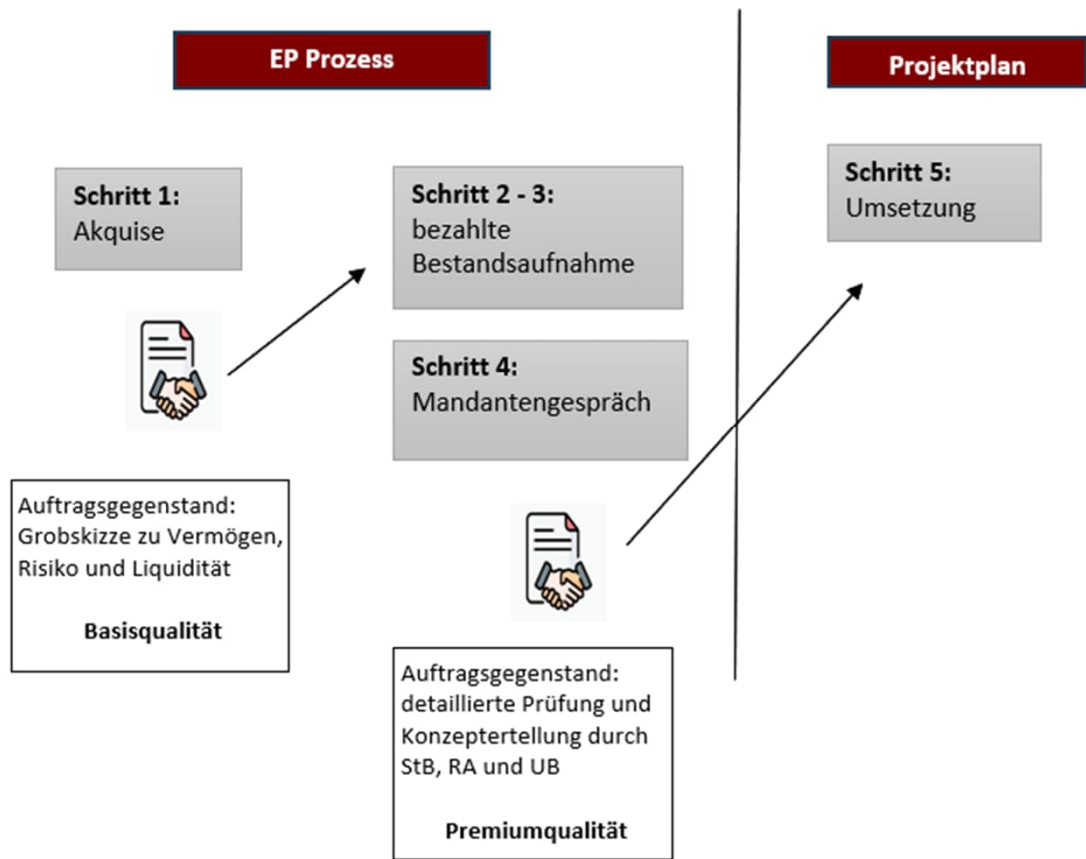 EP Prozess
Projektplan
Schritt 1:
Akquise
Schritt 2 - 3:
bezahlte
Bestandsaufnahme
Schritt 4:
Mandantengespräch
Schritt 5:
Umsetzung
Auftragsgegenstand:
Grobskizze zu Vermögen,
Risiko und Liquidität
Basisqualität
Auftragsgegenstand:
detaillierte Prüfung und
Konzeptertellung durch
StB, RA und UB
Premiumqualität